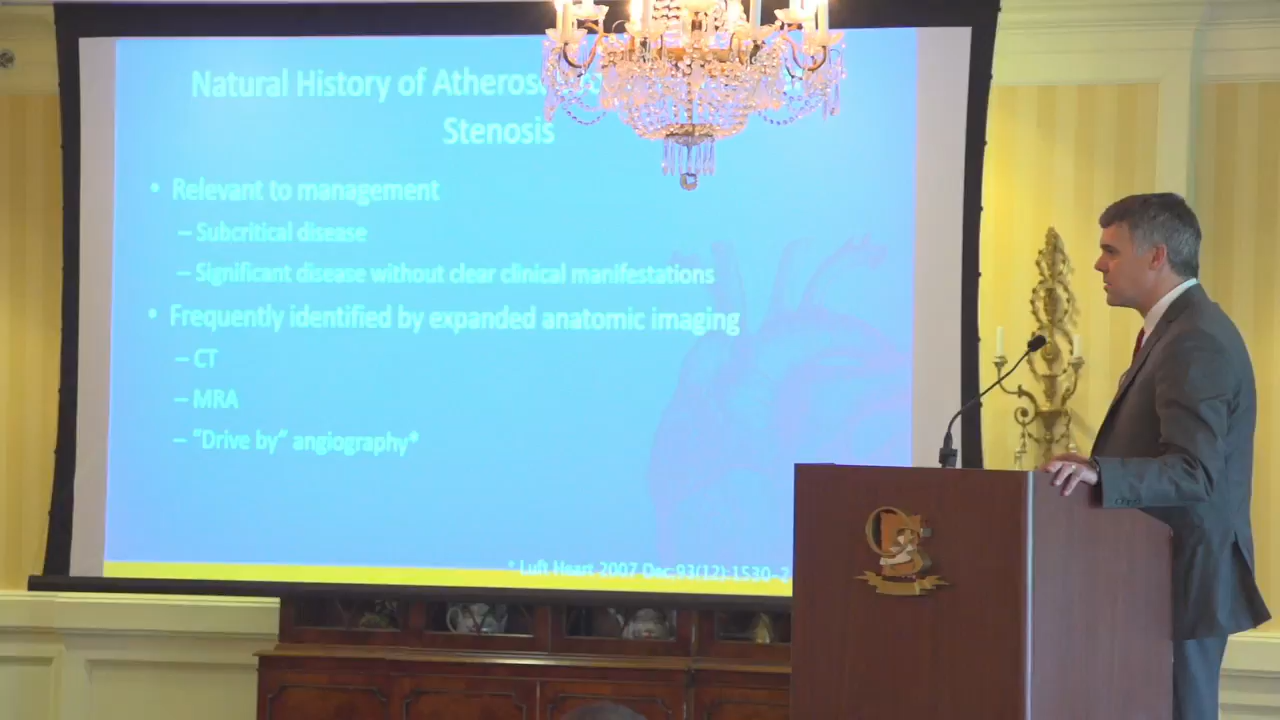 Natural History of
Stenosis
• Relevant to management
– Subcritical disease
– Significant disease without clear clinical manifestations
• Frequently identified by expanded anatomic imaging
– CT
– MRA
– “Drive by” angiography*
* Luft Heart 2007 Dec;93(12):1530-2